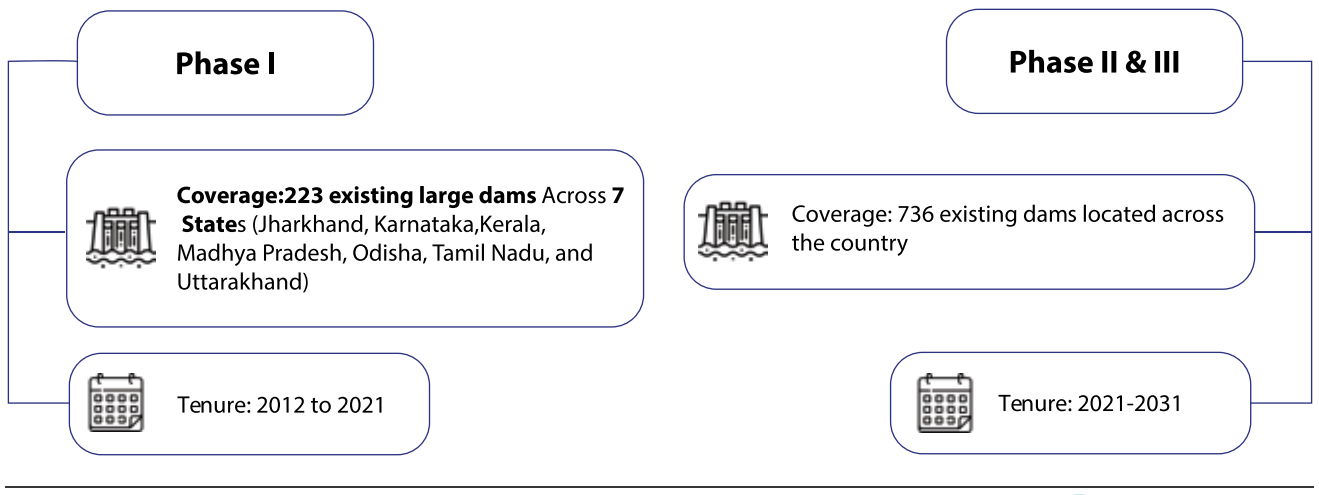 Phase I
Coverage:223 existing large dams Across 7
States (Jharkhand, Karnataka,Kerala,
Madhya Pradesh, Odisha, Tamil Nadu, and
Uttarakhand)
Tenure: 2012 to 2021
Phase II & III
Coverage: 736 existing dams located across
the country
Tenure: 2021-2031